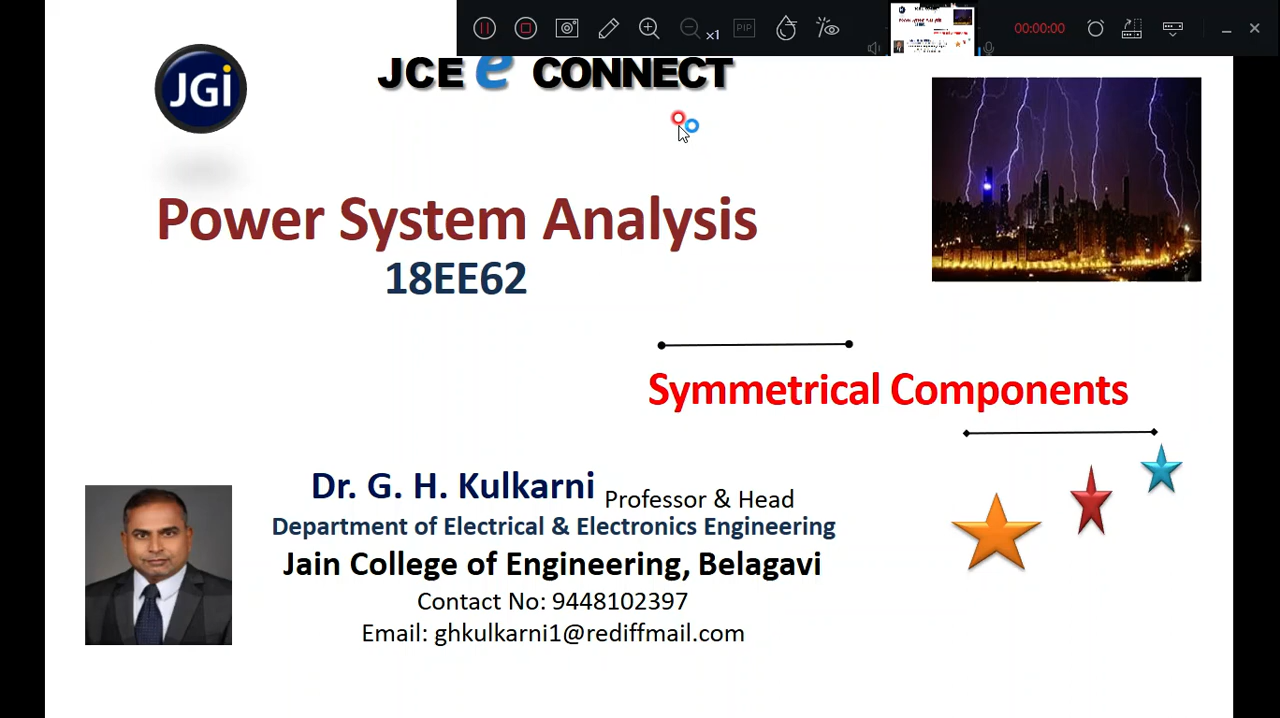 x1
PIP
00:00:00
JGi
JCE e CONNECT
Power System Analysis
18EE62
Symmetrical Components
Dr. G. H. Kulkarni Professor & Head
Department of Electrical & Electronics Engineering
Jain College of Engineering, Belagavi
Contact No: 9448102397
Email: ghkulkarni1@rediffmail.com